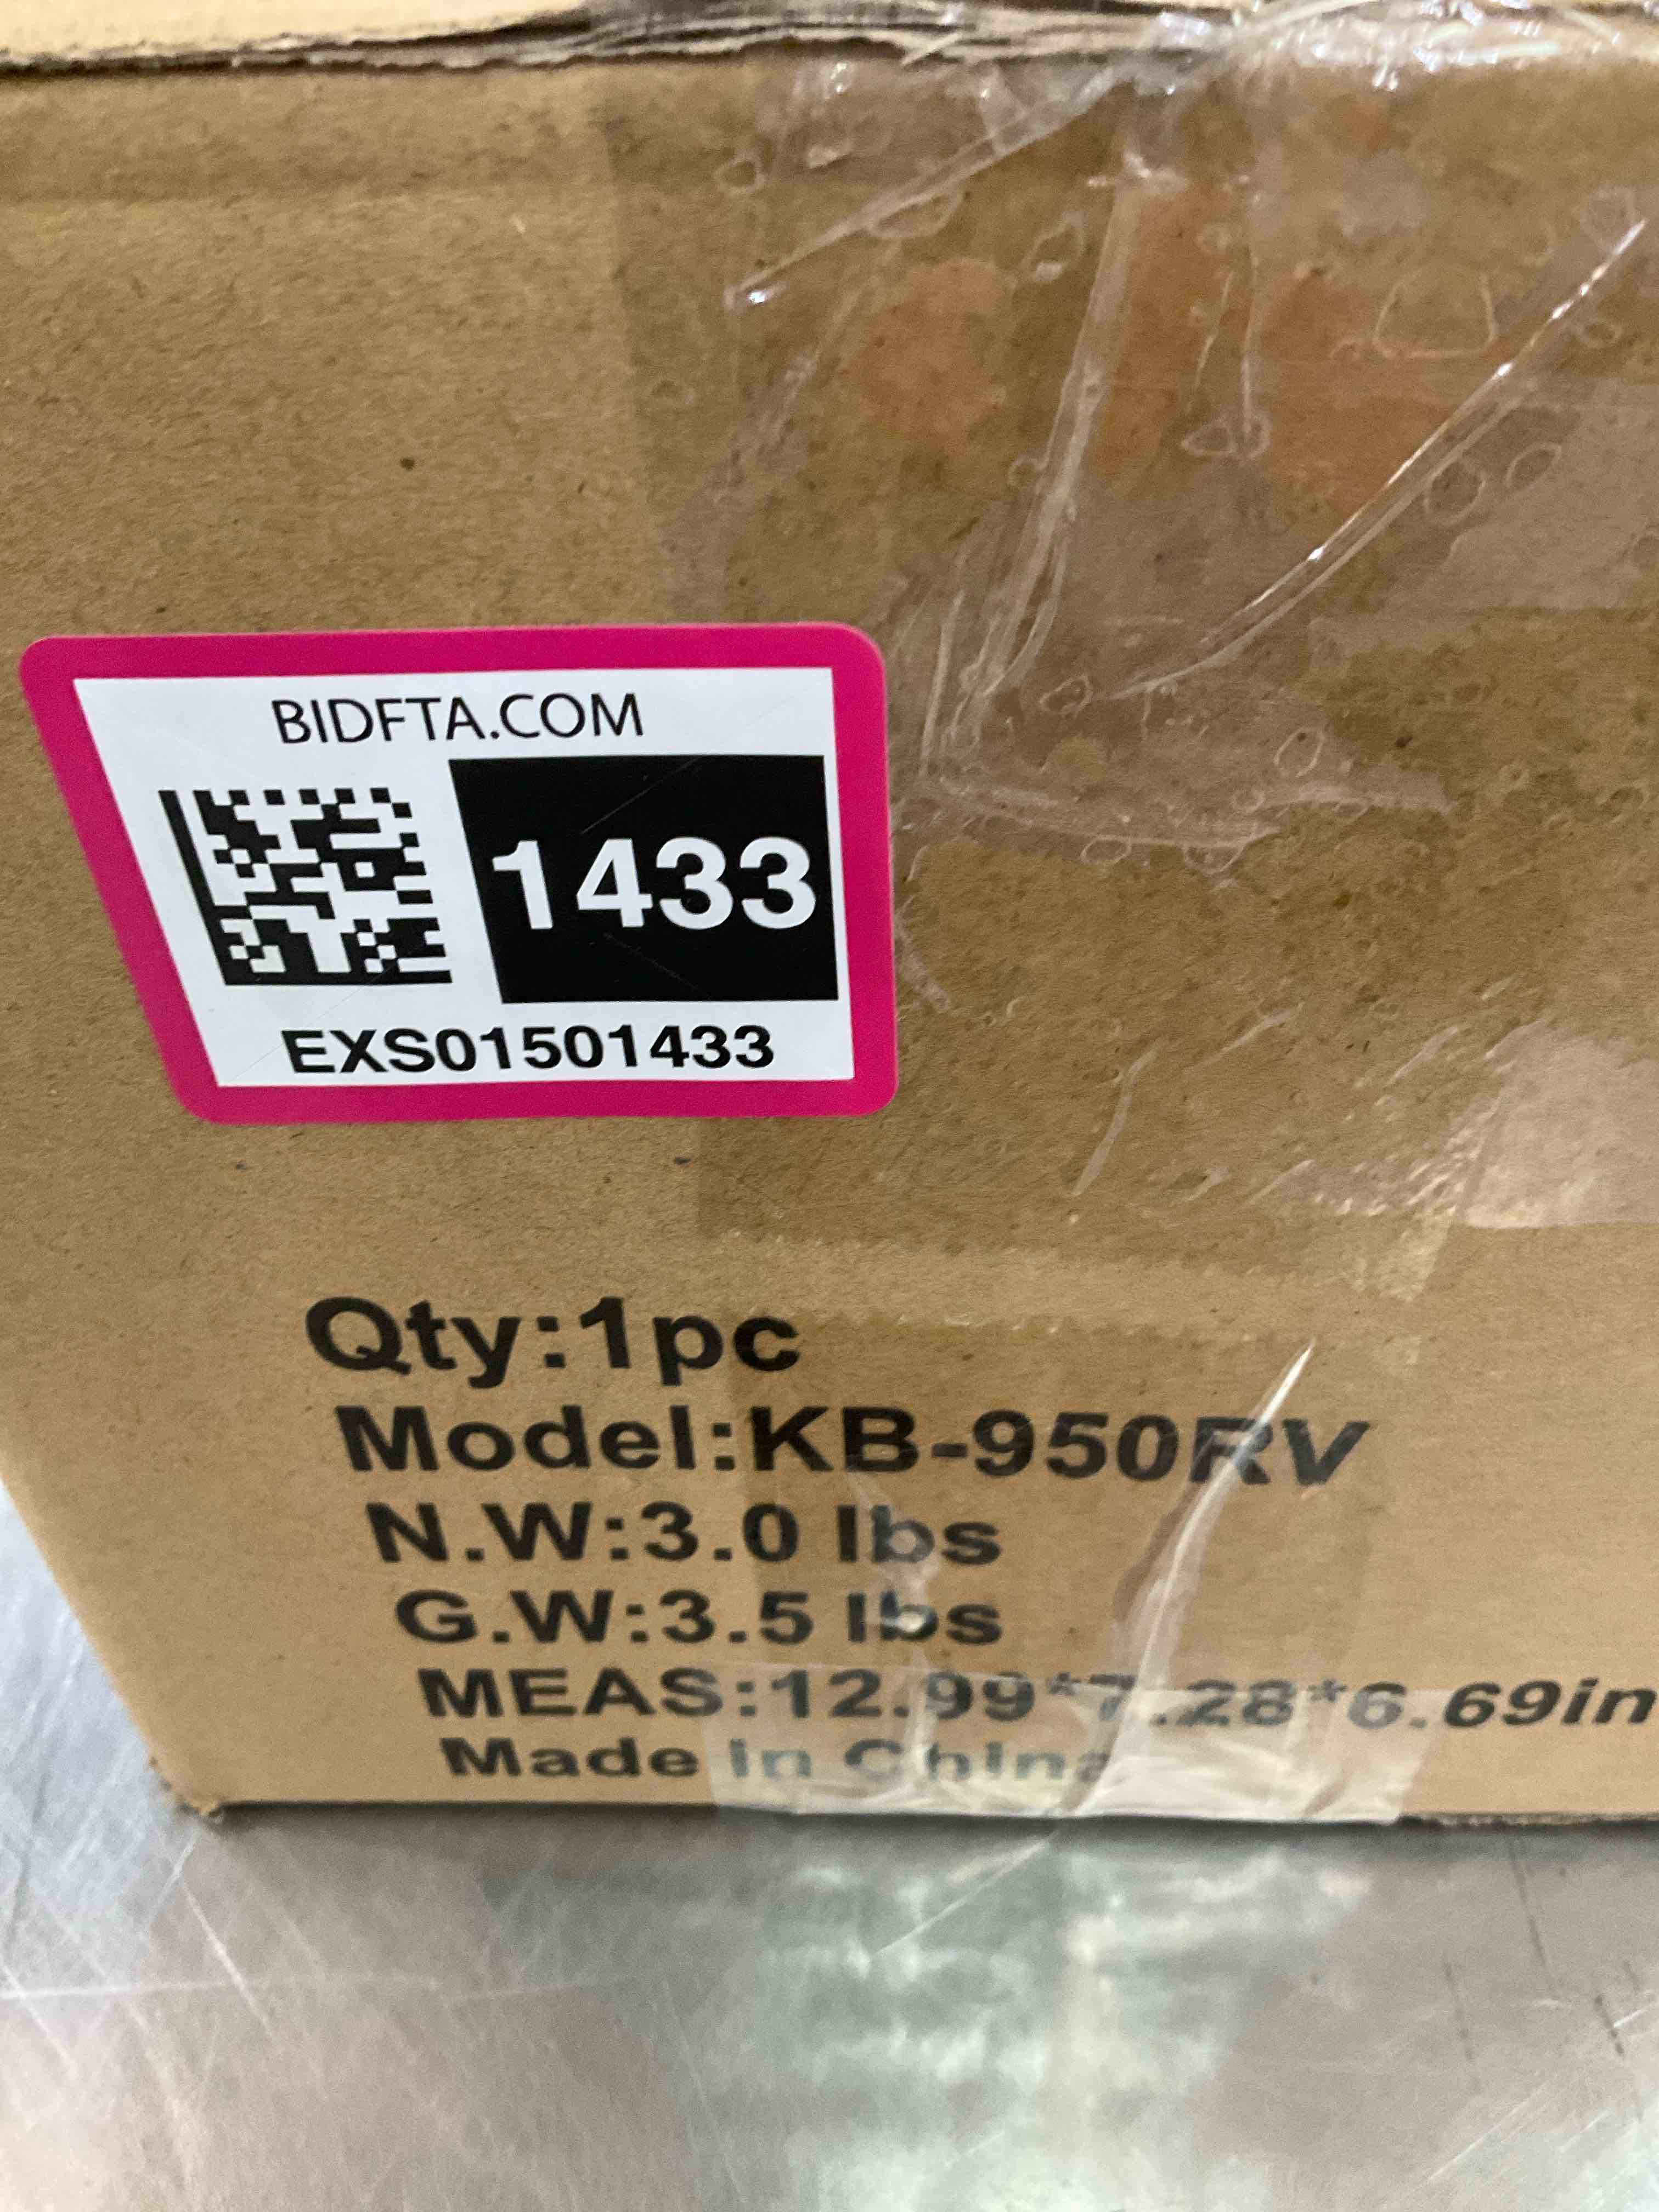 BIDFTA.COM
1433
EXS01501433
Qty:1pc
Model:KB-950RV
N.W:3.0 lbs
G.W:3.5 lbs
MEAS:12.99*7.28*6.69in
Made in China